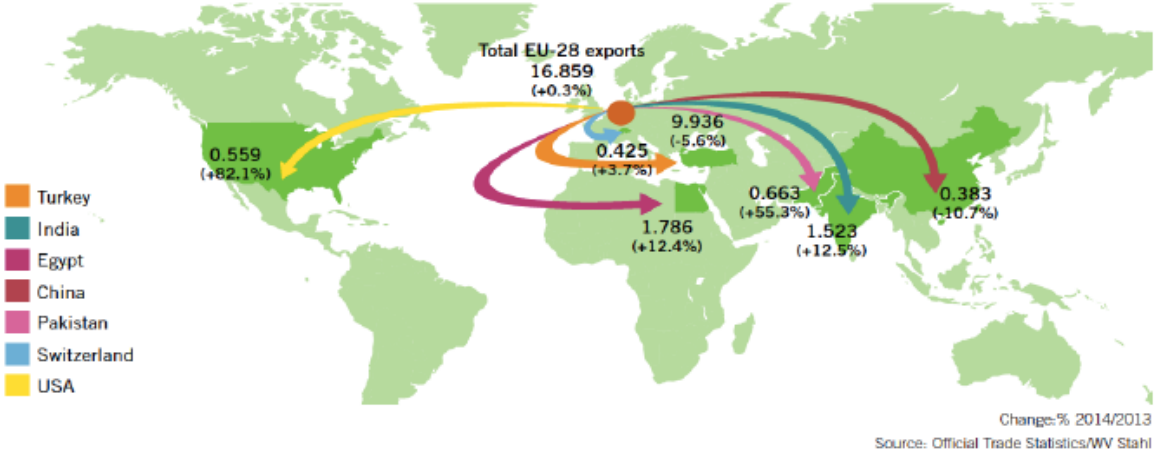 Total EU-28 exports
16.859
(+0.3%)
9.936
(-5.6%)
0.559
(+82.1%)
0.425
(+3.7%)
0.663
(+55.3%)
0.383
(-10.7%)
1.786
(+12.4%)
1.523
(+12.5%)
Turkey
India
Egypt
China
Pakistan
Switzerland
USA
Change:% 2014/2013
Source: Official Trade Statistics/WV Stahl